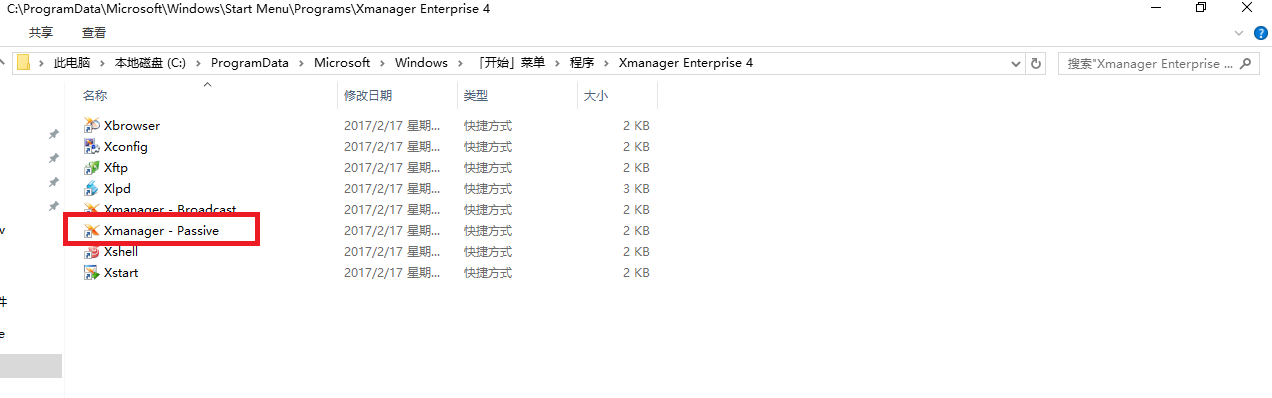 C:\ProgramData\Microsoft\Windows\Start Menu\Programs\Xmanager Enterprise 4
共享 查看
此电脑 本地磁盘 (C:) ProgramData Microsoft Windows 「开始」菜单 程序 Xmanager Enterprise 4 搜索"Xmanager Enterprise ...
名称 修改日期 类型 大小
Xbrowser 2017/2/17 星期... 快捷方式 2 KB
Xconfig 2017/2/17 星期... 快捷方式 2 KB
Xftp 2017/2/17 星期... 快捷方式 2 KB
Xlpd 2017/2/17 星期... 快捷方式 3 KB
Xmanager - Broadcast 2017/2/17 星期... 快捷方式 2 KB
Xmanager - Passive 2017/2/17 星期... 快捷方式 2 KB
Xshell 2017/2/17 星期... 快捷方式 2 KB
Xstart 2017/2/17 星期... 快捷方式 2 KB
件